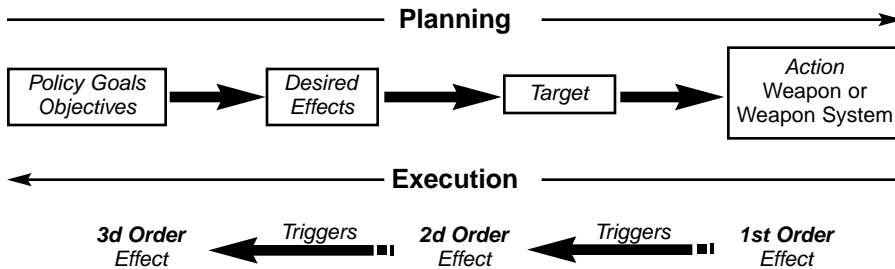 Planning
Policy Goals
Objectives
Desired
Effects
Target
Action
Weapon or
Weapon System
Execution
3d Order
Effect
Triggers
2d Order
Effect
Triggers
1st Order
Effect